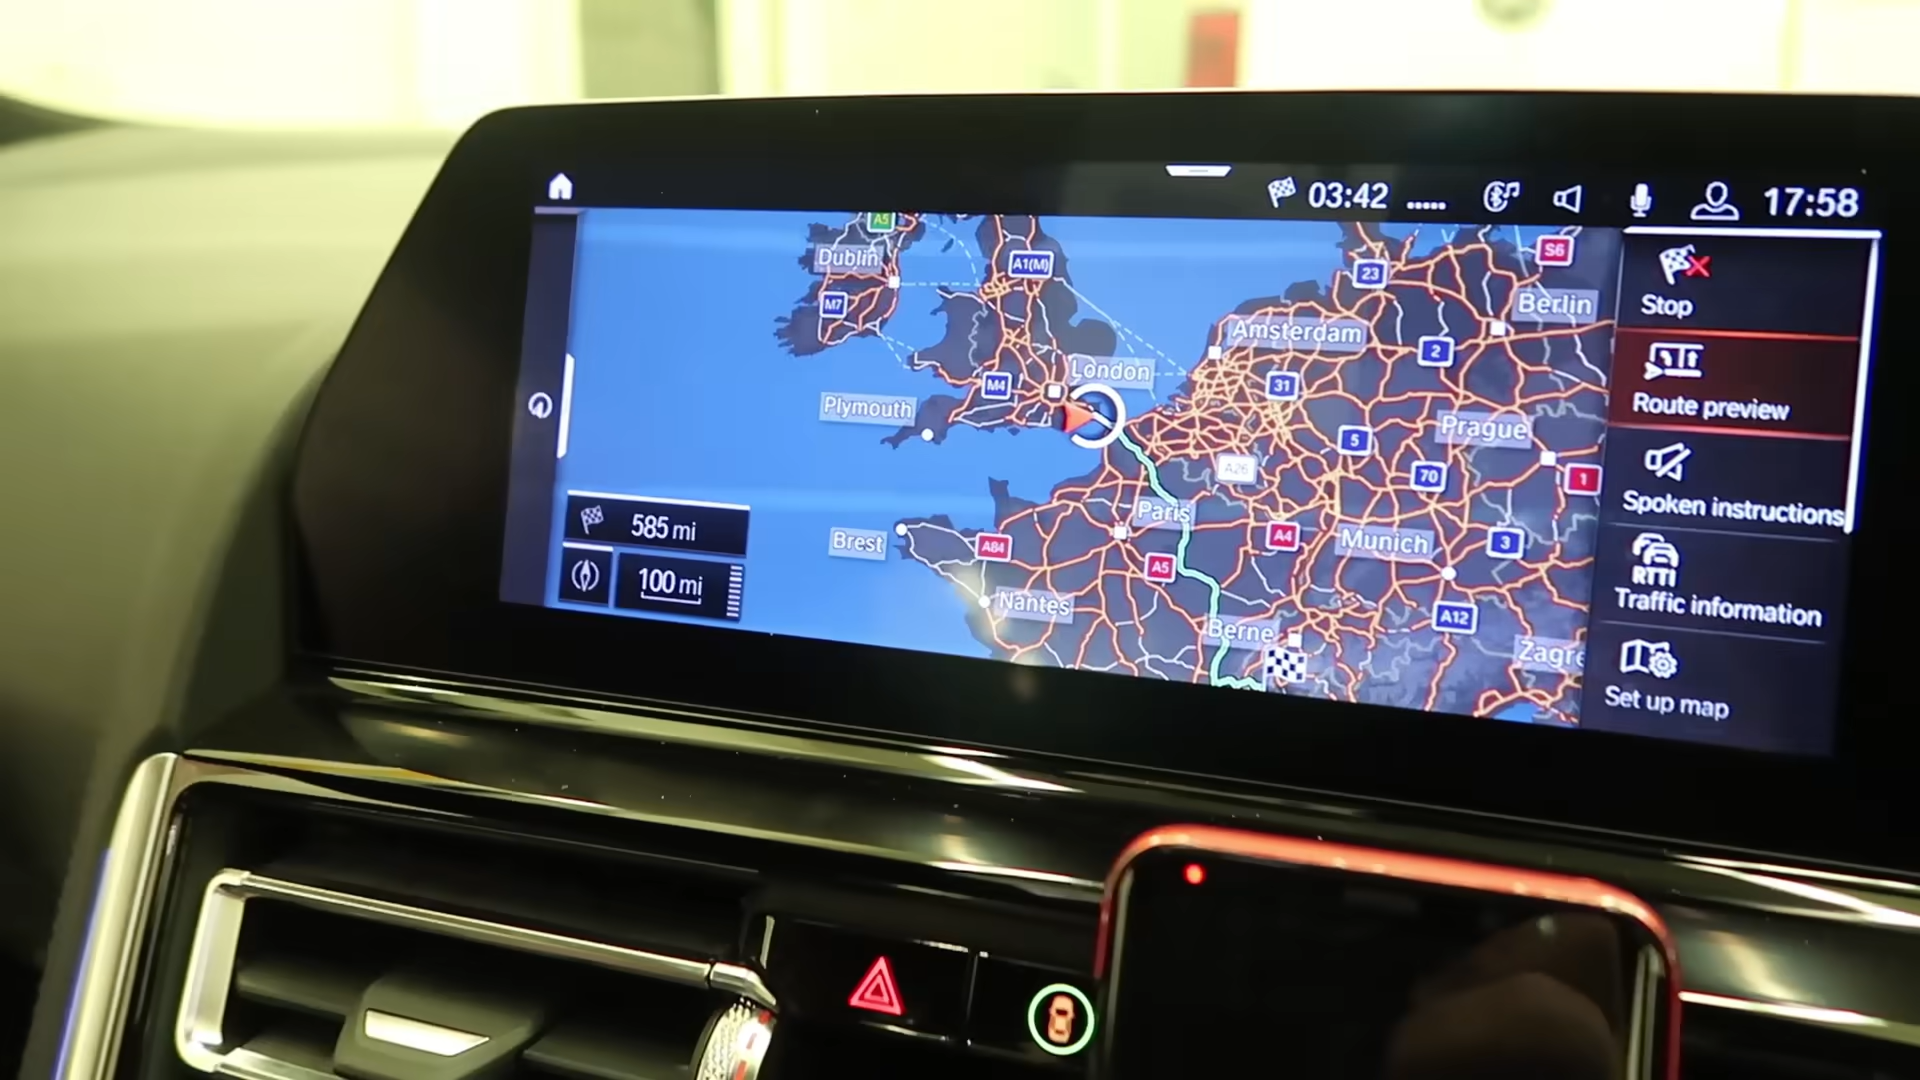 03:42
17:58
A5
Dublin
A1(M)
M7
23
S6
Stop
Berlin
Amsterdam
2
London
M4
31
Route preview
Plymouth
5
Prague
A26
70
1
Spoken instructions
585 mi
Paris
Brest
A84
A4
Munich
3
A5
100 mi
RTTI
Traffic information
Nantes
A12
Berne
Zagre
Set up map